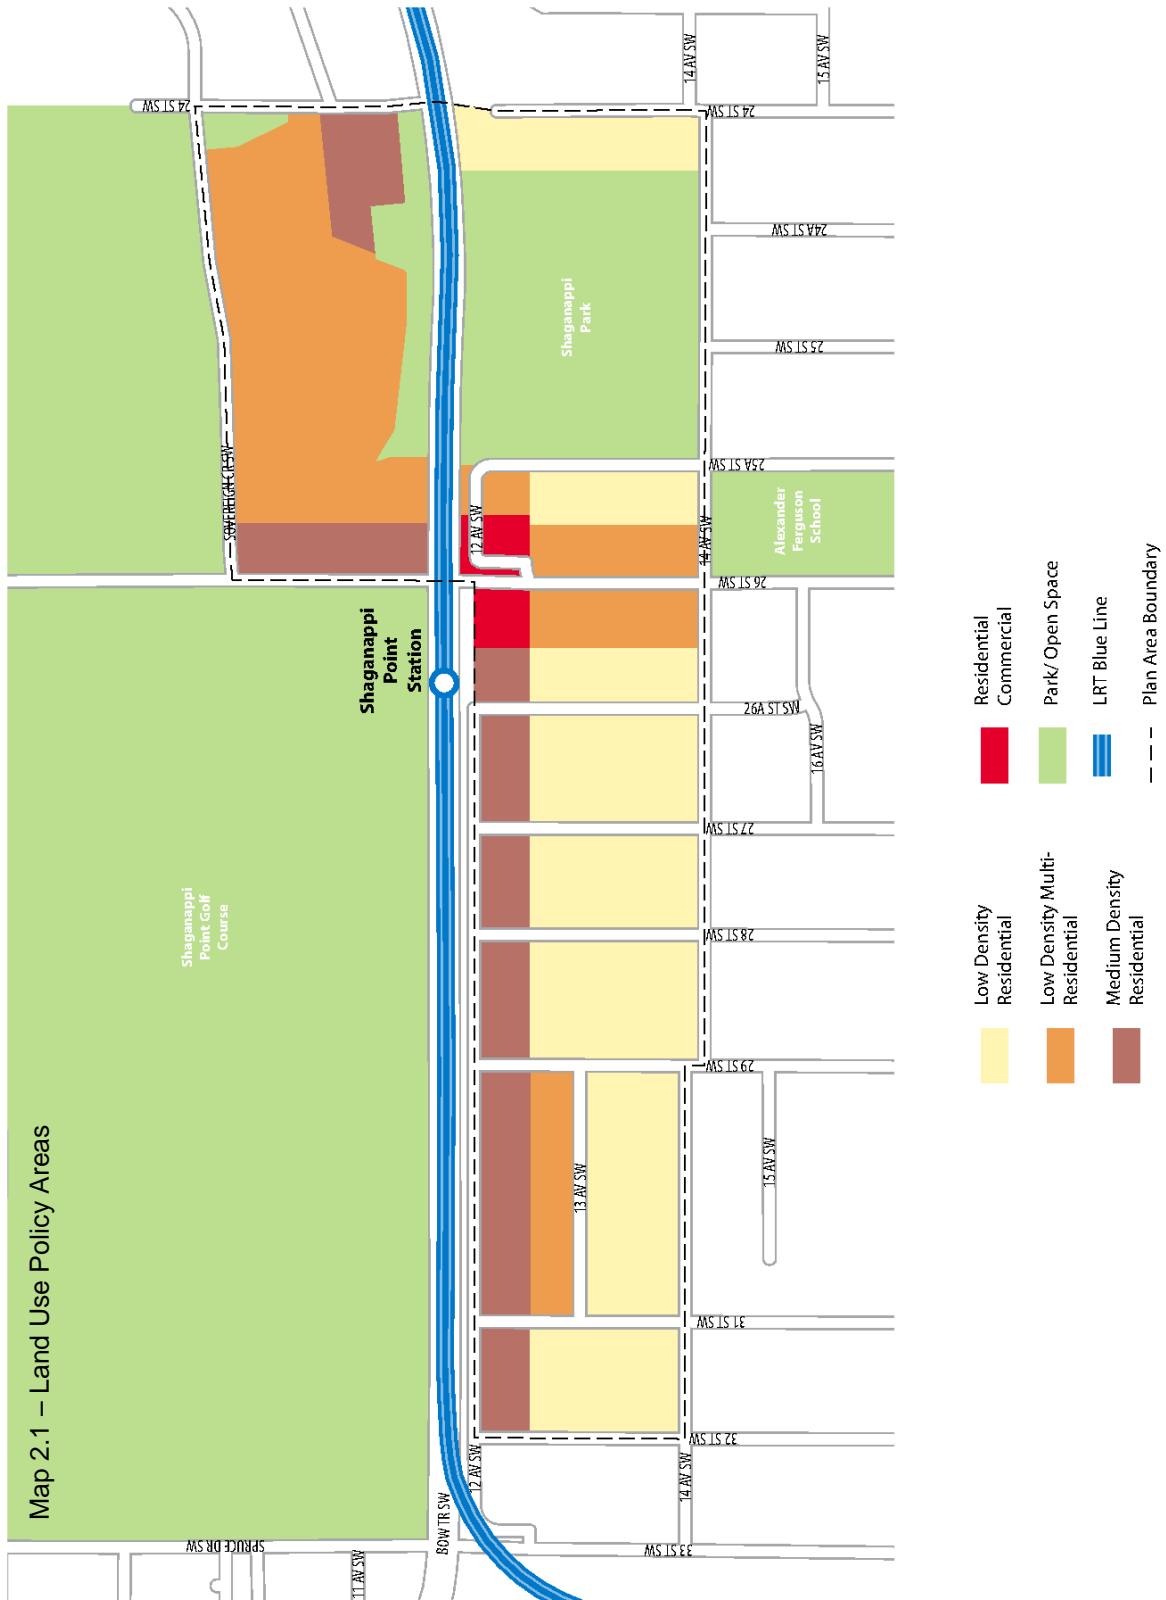 Map 2.1 – Land Use Policy Areas
SPRUCE DR SW
11 AV SW
BOW TR SW
12 AV SW
14 AV SW
33 ST SW
32 ST SW
31 ST SW
13 AV SW
15 AV SW
29 ST SW
28 ST SW
27 ST SW
16 AV SW
26A ST SW
26 ST SW
Shaganappi
Point Golf
Course
Shaganappi
Point
Station
SOVEREIGN CR SW
12 AV SW
14 AV SW
Alexander
Ferguson
School
25A ST SW
25 ST SW
24A ST SW
Shaganappi
Park
24 ST SW
24 ST SW
14 AV SW
15 AV SW
Low Density
Residential
Low Density Multi-
Residential
Medium Density
Residential
Residential
Commercial
Park/ Open Space
LRT Blue Line
Plan Area Boundary